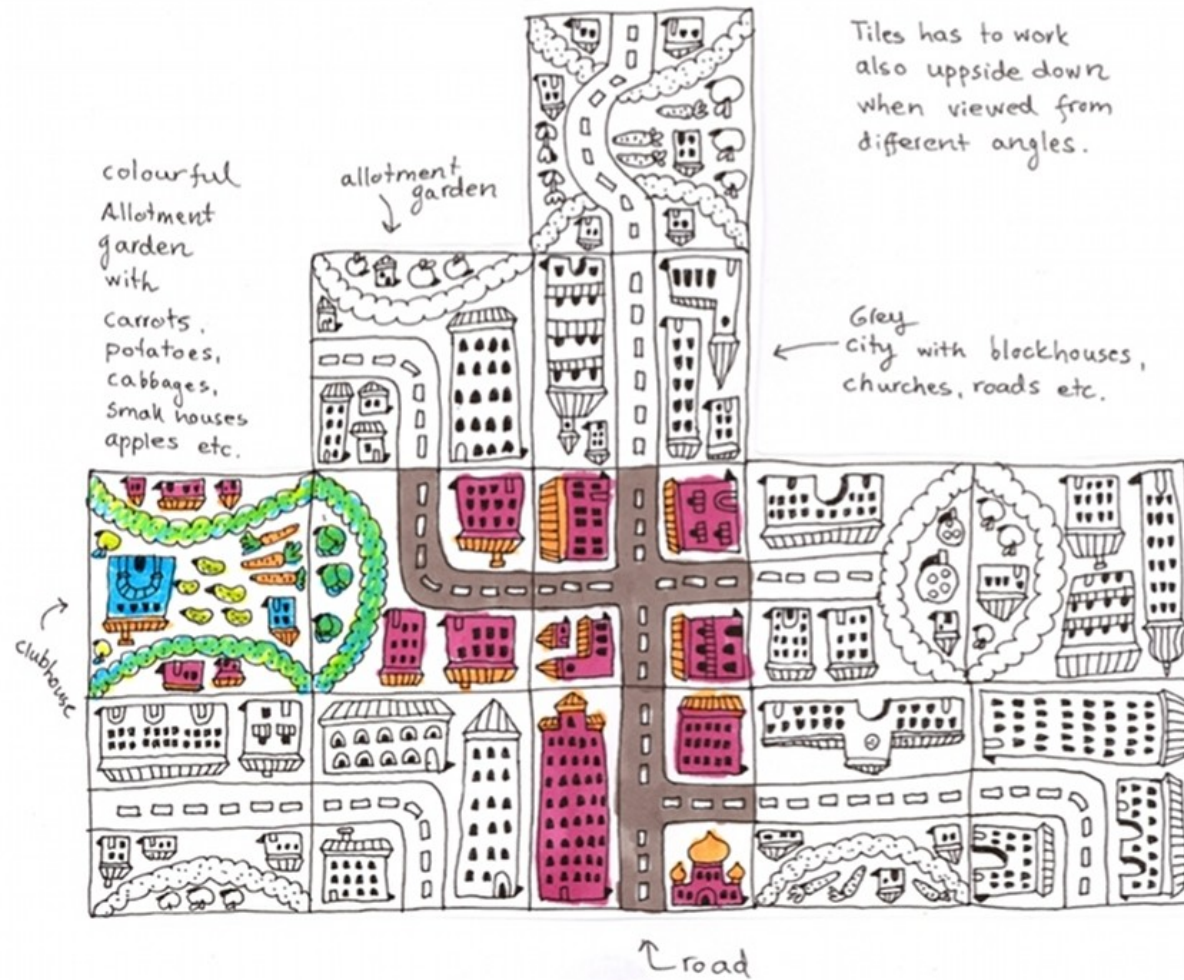 Tiles has to work
also uppside down
when viewed from
different angles.
colourful
Allotment
garden
with
carrots,
potatoes,
cabbages,
small houses
apples etc.
allotment
garden
Grey
City with blockhouses,
churches, roads etc.
clubhouse
road